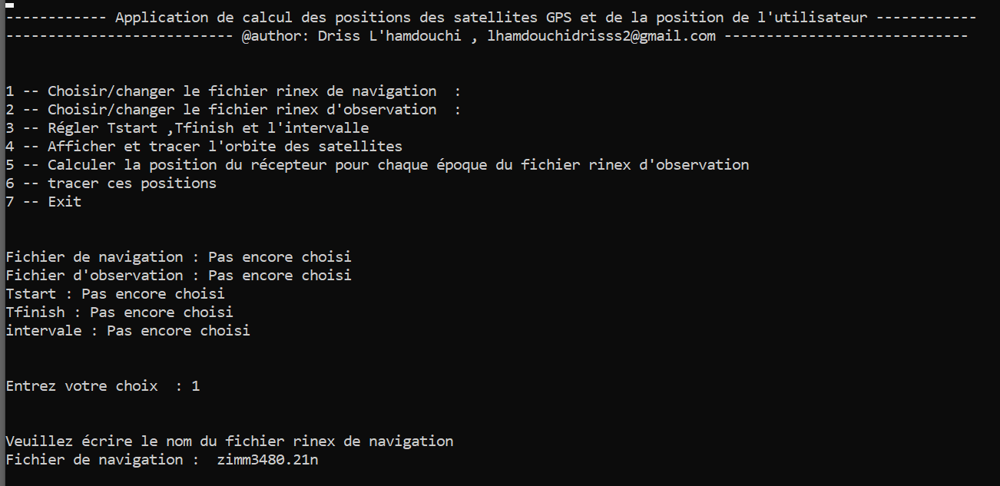 ------------ Application de calcul des positions des satellites GPS et de la position de l'utilisateur ------------
--------------------------- @author: Driss L'hamdouchi , lhamdouchidrisss2@gmail.com -----------------------------
1 -- Choisir/changer le fichier rinex de navigation  :
2 -- Choisir/changer le fichier rinex d'observation  :
3 -- Régler Tstart ,Tfinish et l'intervalle
4 -- Afficher et tracer l'orbite des satellites
5 -- Calculer la position du récepteur pour chaque époque du fichier rinex d'observation
6 -- tracer ces positions
7 -- Exit
Fichier de navigation : Pas encore choisi
Fichier d'observation : Pas encore choisi
Tstart : Pas encore choisi
Tfinish : Pas encore choisi
intervale : Pas encore choisi
Entrez votre choix  : 1
Veuillez écrire le nom du fichier rinex de navigation
Fichier de navigation :  zimm3480.21n